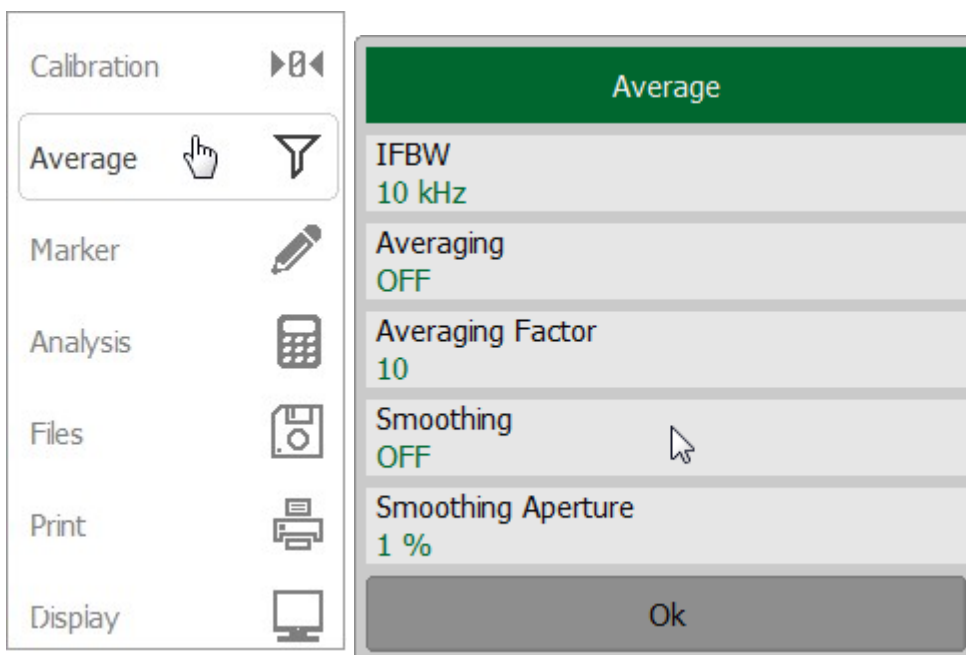 Calibration
Average
Marker
Analysis
Files
Print
Display
Average
IFBW
10 kHz
Averaging
OFF
Averaging Factor
10
Smoothing
OFF
Smoothing Aperture
1 %
Ok